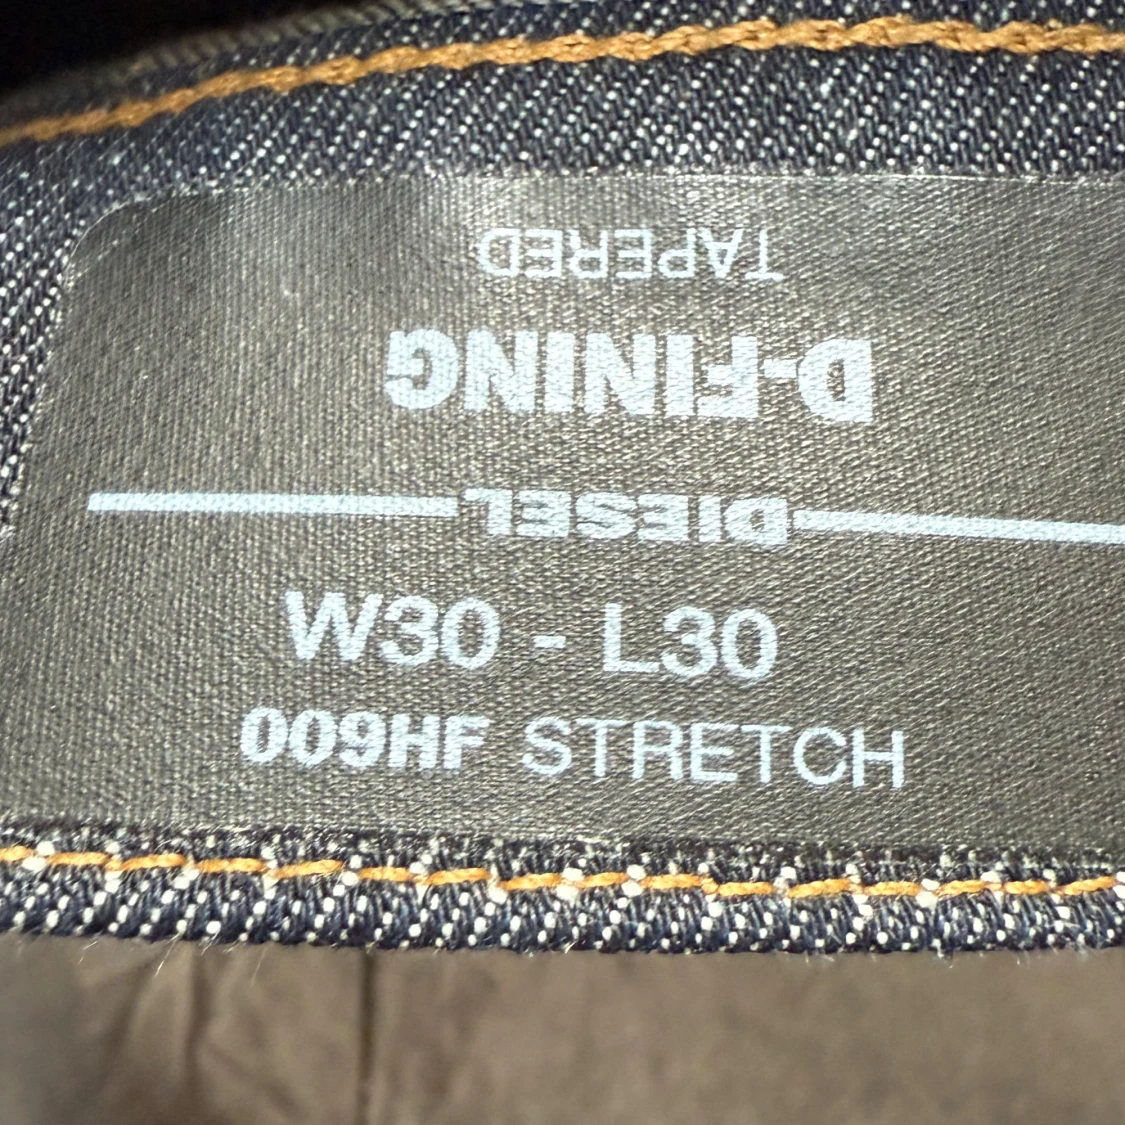 TAPERED
D-FINING
DIESEL
W30 - L30
009HF STRETCH